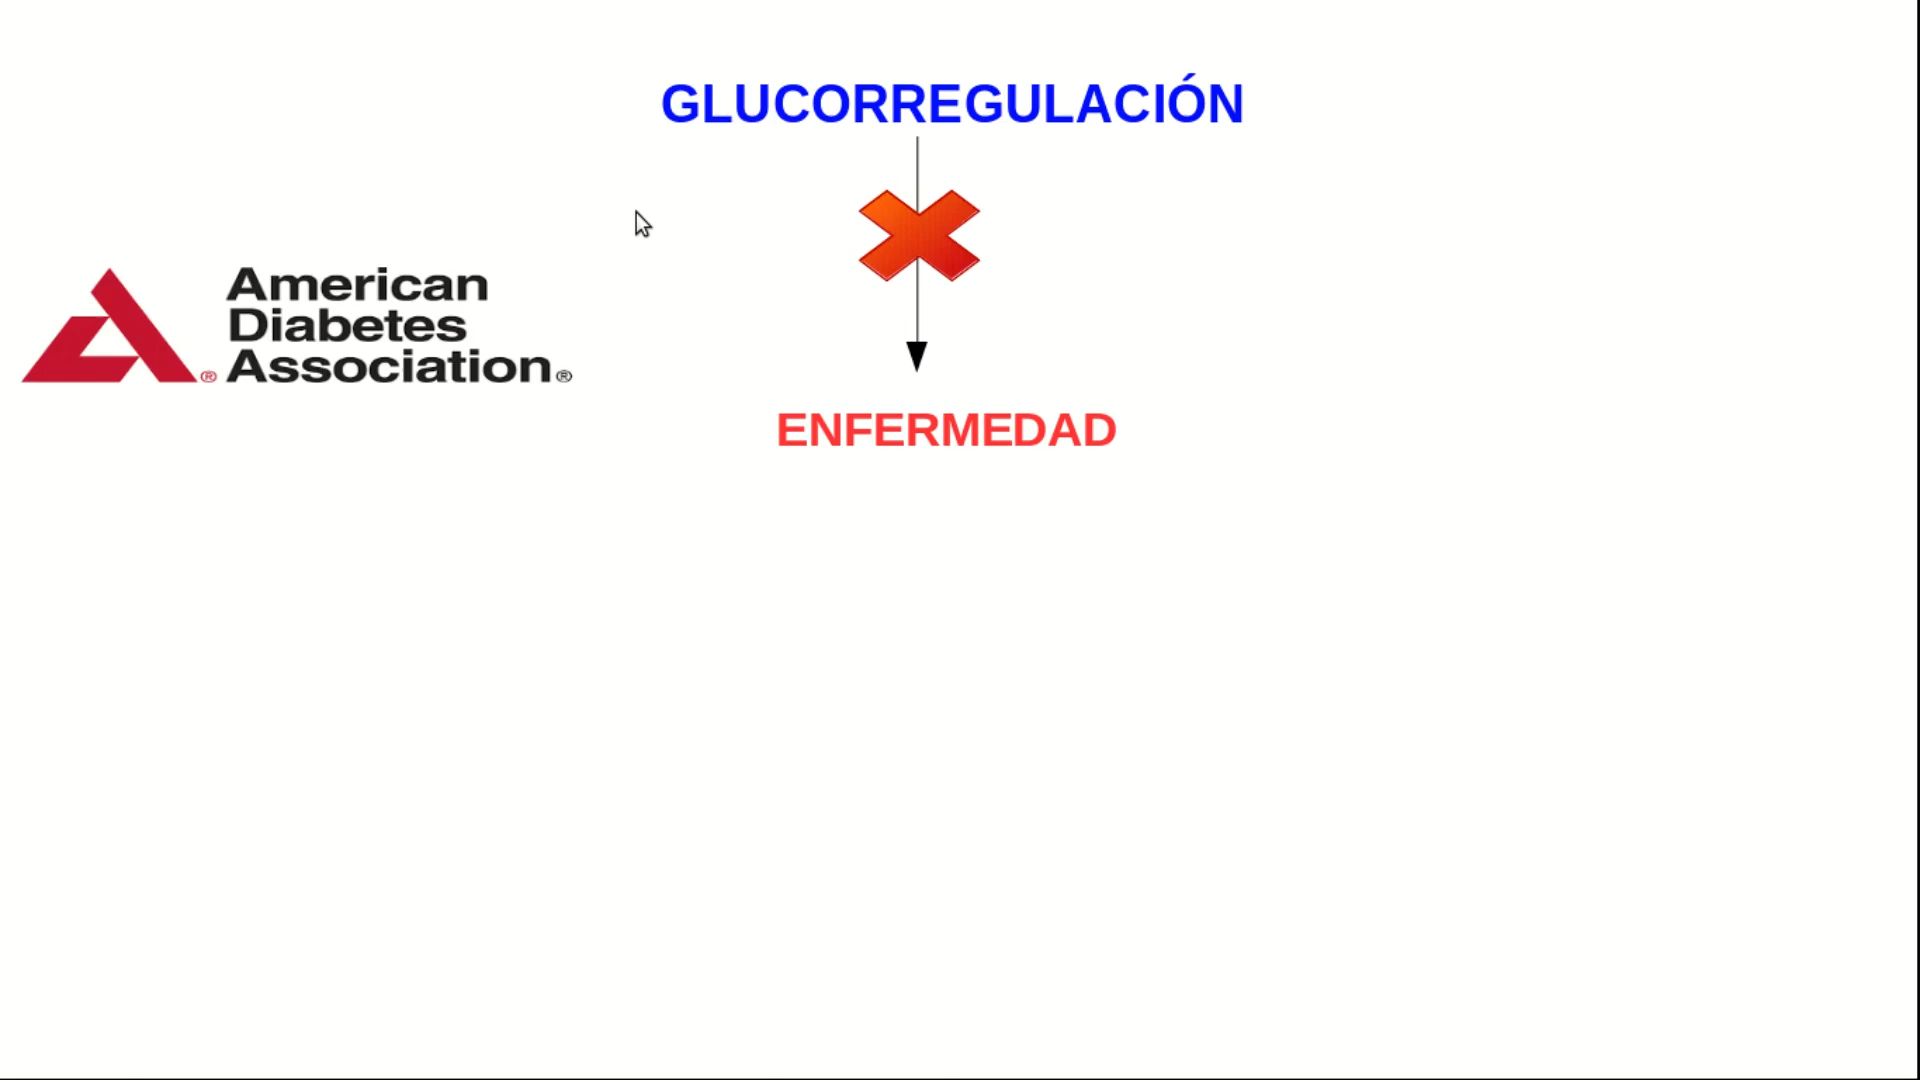 GLUCORREGULACIÓN
American
Diabetes
Association®
®
ENFERMEDAD